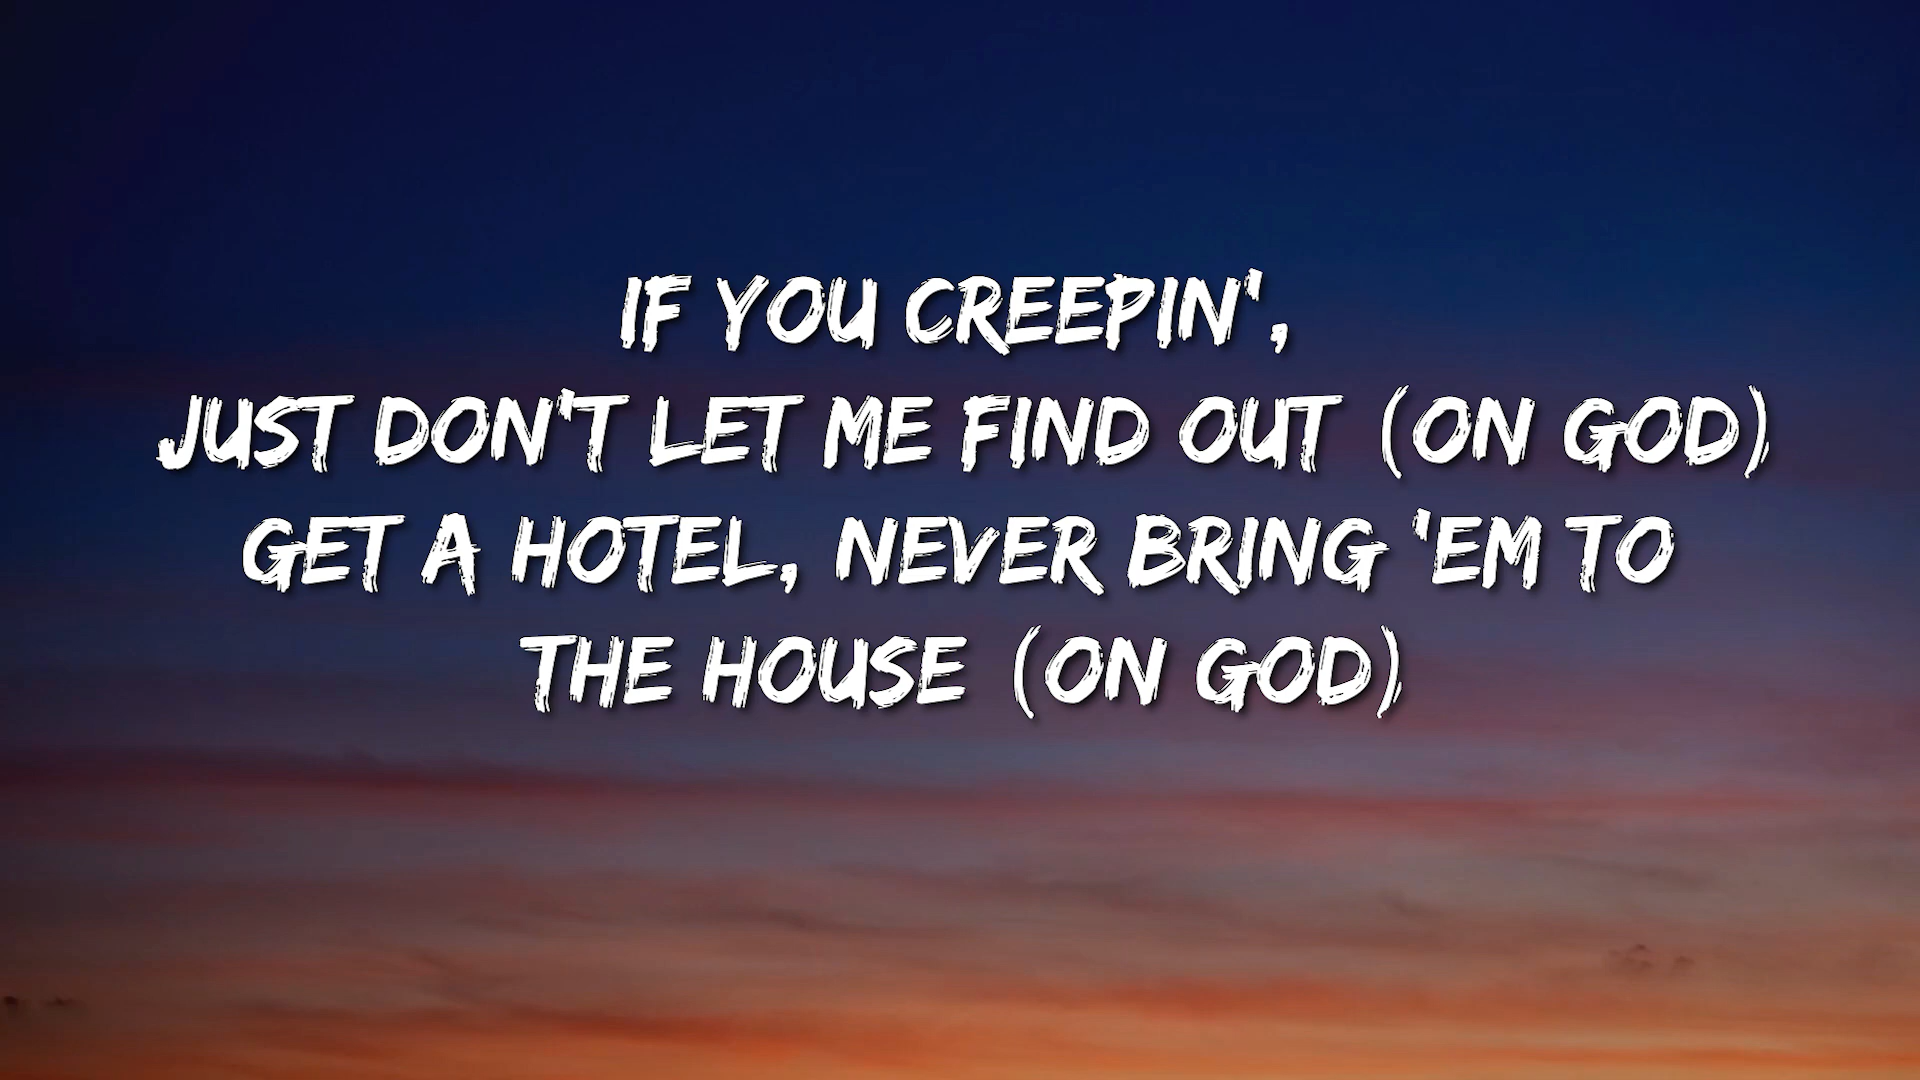 IF YOU CREEPIN',
JUST DON'T LET ME FIND OUT (ON GOD)
GET A HOTEL, NEVER BRING 'EM TO
THE HOUSE (ON GOD)